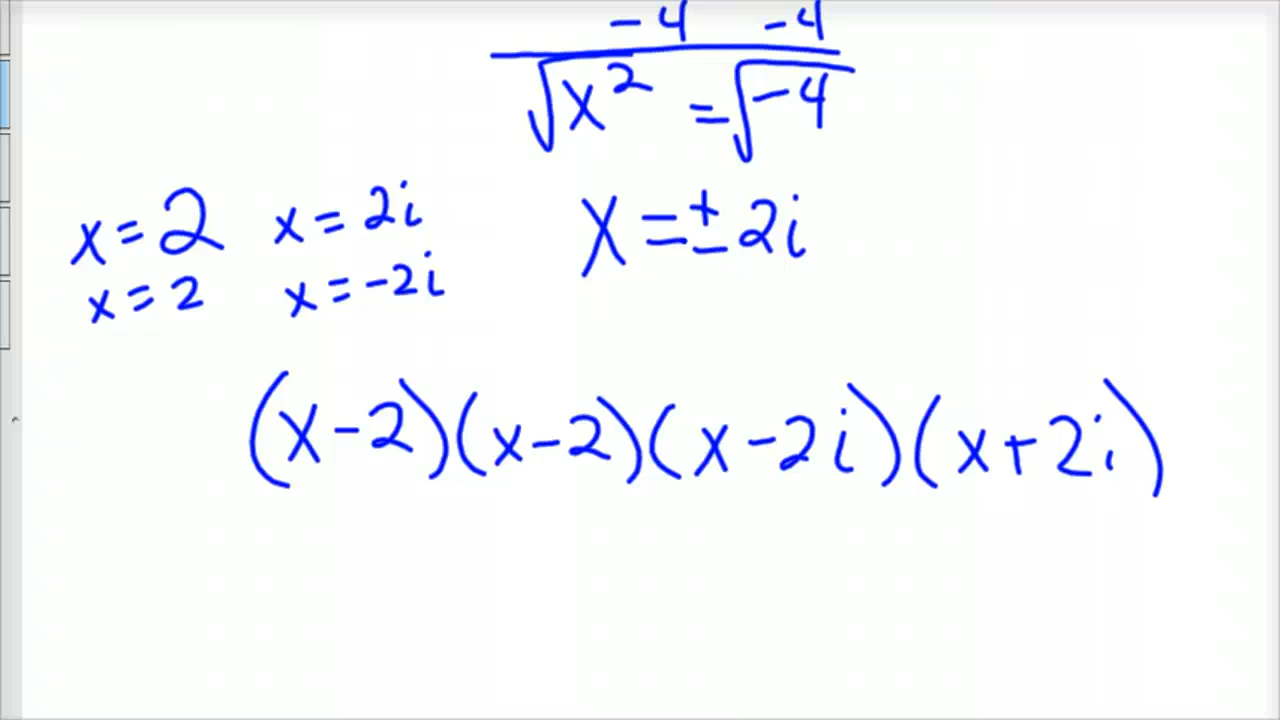 -4 -4
√x² = √-4
x = 2 x = 2i x = ± 2i
x = 2 x = -2i
(x-2)(x-2)(x-2i)(x+2i)